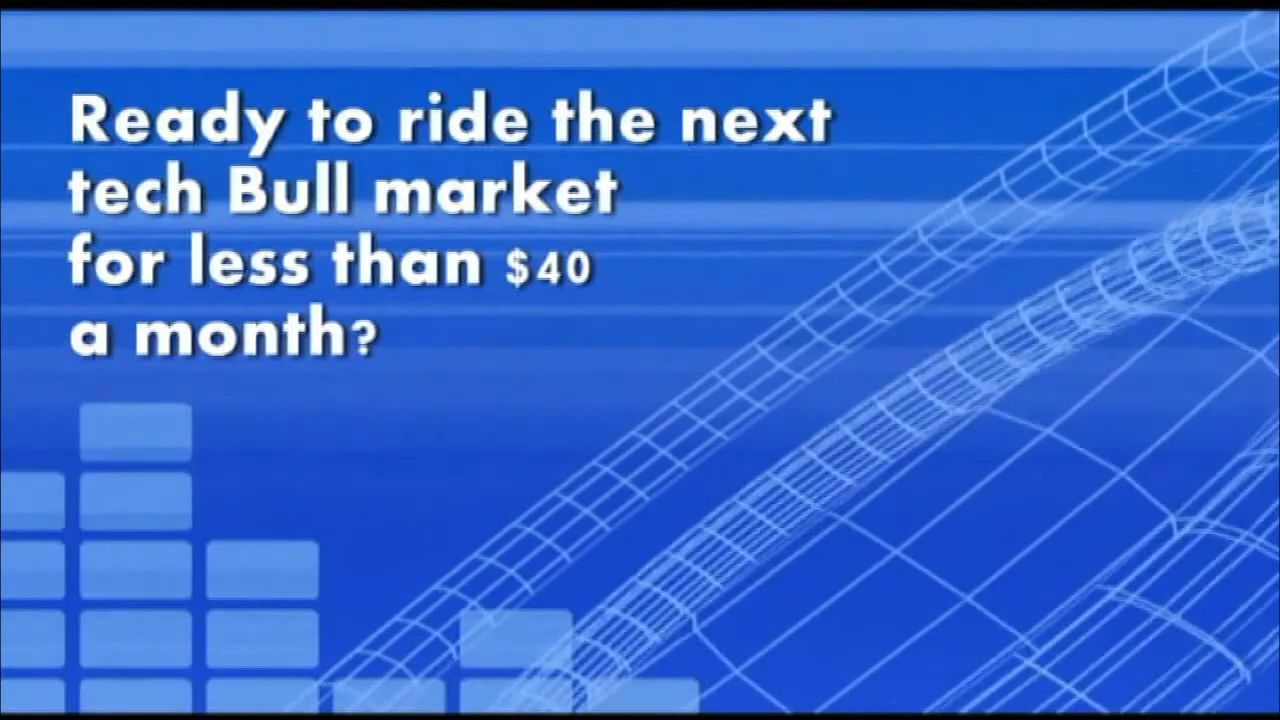 Ready to ride the next
tech Bull market
for less than $40
a month?